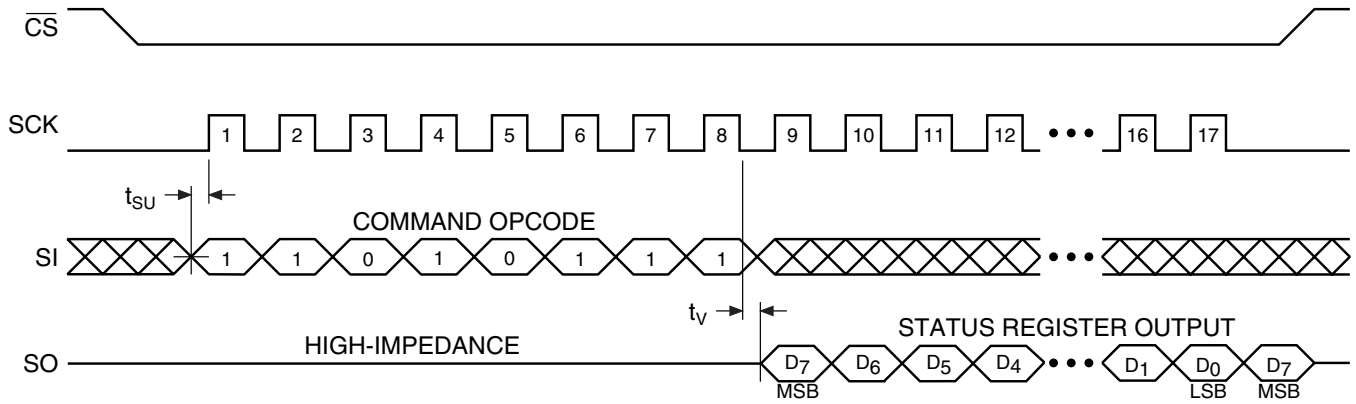 CS
SCK 1 2 3 4 5 6 7 8 9 10 11 12 ••• 16 17
tSU
COMMAND OPCODE
SI 1 1 0 1 0 1 1 1 •••
tV
STATUS REGISTER OUTPUT
HIGH-IMPEDANCE
SO D7 D6 D5 D4 ••• D1 D0 D7
MSB LSB MSB